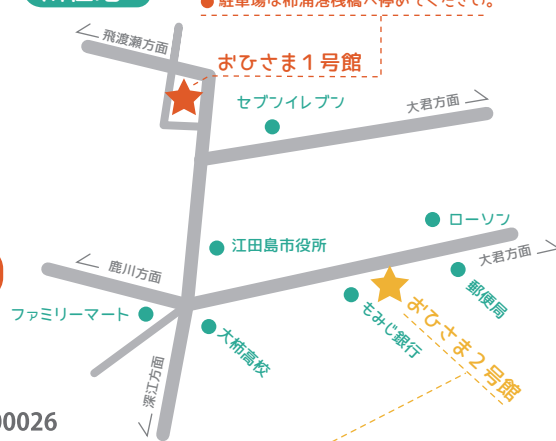 ● 駐車場は柿浦港桟橋へ停めてください。
飛渡瀬方面
おひさま１号館
セブンイレブン
大君方面
ローソン
江田島市役所
大君方面
鹿川方面
郵便局
ファミリーマート
もみじ銀行
おひさま２号館
大柿高校
深江方面
00026